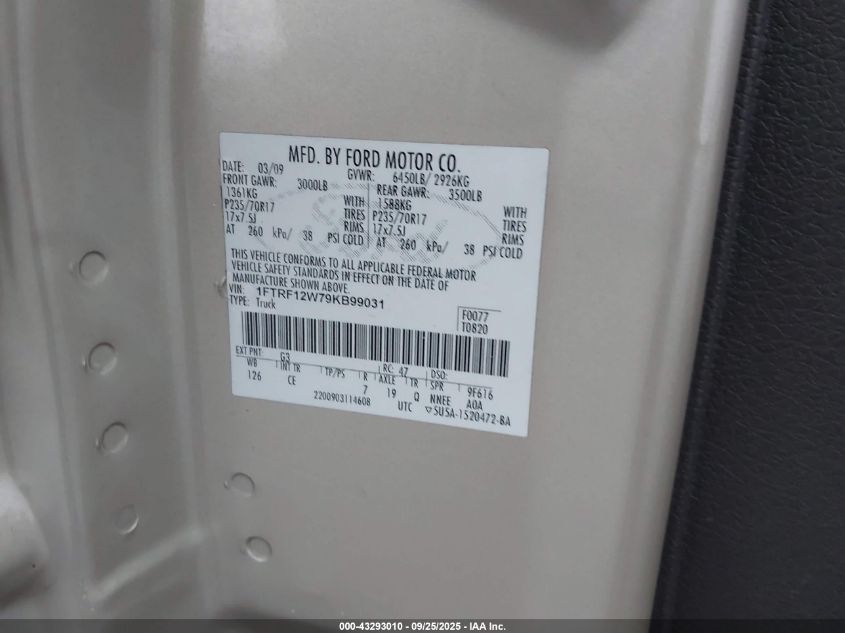 MFD. BY FORD MOTOR CO.
DATE: 03/09 GVWR: 6450LB/ 2926KG
FRONT GAWR: 3000LB REAR GAWR: 3500LB
1361KG WITH 1588KG WITH
P235/70R17 TIRES P235/70R17 TIRES
17x7.5J RIMS 17x7.5J RIMS
AT 260 kPa/ 38 PSI COLD AT 260 kPa/ 38 PSI COLD
THIS VEHICLE CONFORMS TO ALL APPLICABLE FEDERAL MOTOR
VEHICLE SAFETY STANDARDS IN EFFECT ON THE DATE OF
MANUFACTURE SHOWN ABOVE.
VIN: 1FTRF12W79KB99031
TYPE: Truck
F0077
T0820
EXT PNT: G3 RC: 47 DSO:
WB INT TR TP/PS R AXLE TR SPR 9F616
126 CE 7 19 Q NNEE A0A
2200903114608 UTC ▽SU5A-1520472-BA
000-43293010 - 09/25/2025 - IAA Inc.